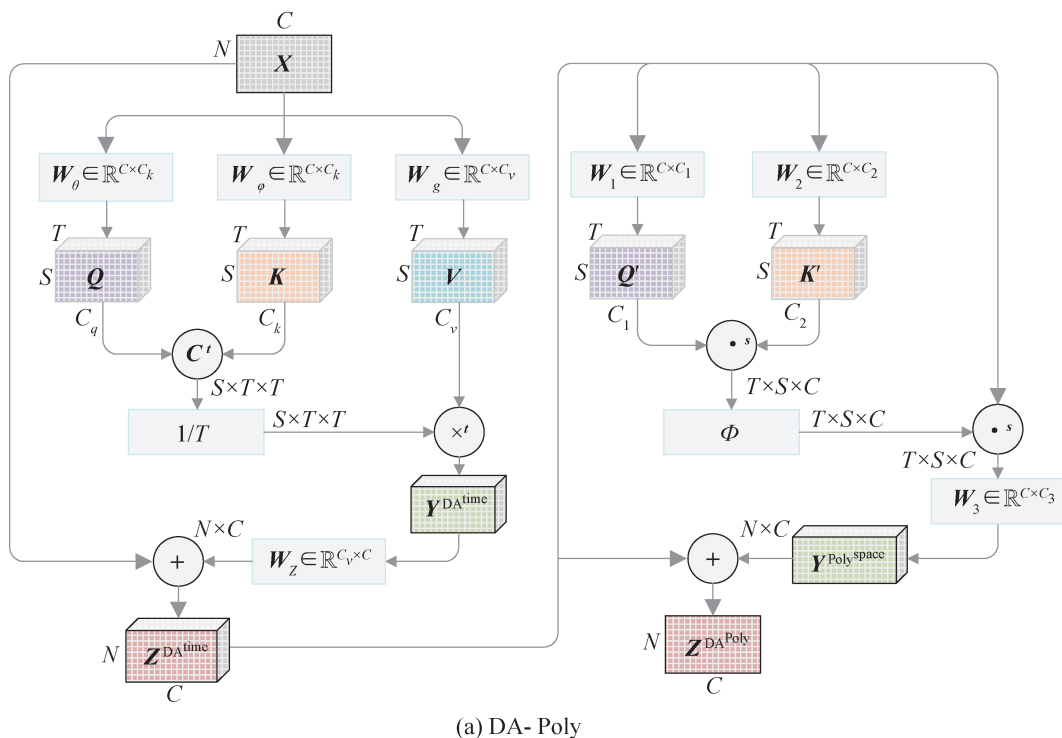 C
N
X
W_θ ∈ ℝ^{C×C_k}
W_φ ∈ ℝ^{C×C_k}
W_g ∈ ℝ^{C×C_v}
T
S
Q
C_q
T
S
K
C_k
T
S
V
C_v
C^t
S×T×T
1/T
S×T×T
×^t
Y^{DA^{time}}
N×C
W_Z ∈ ℝ^{C_v×C}
+
N
Z^{DA^{time}}
C
W_1 ∈ ℝ^{C×C_1}
W_2 ∈ ℝ^{C×C_2}
T
S
Q'
C_1
T
S
K'
C_2
•^s
T×S×C
Φ
T×S×C
•^s
T×S×C
W_3 ∈ ℝ^{C×C_3}
N×C
Y^{Poly^{space}}
+
N
Z^{DA^{Poly}}
C
(a) DA- Poly